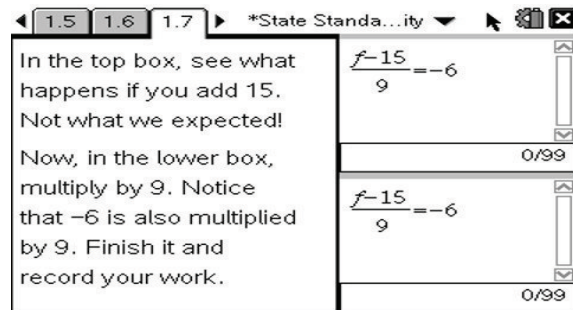 1.5 1.6 1.7 *State Standa...ity
In the top box, see what
happens if you add 15.
Not what we expected!
Now, in the lower box,
multiply by 9. Notice
that −6 is also multiplied
by 9. Finish it and
record your work.
f−15
9
=−6
0/99
f−15
9
=−6
0/99